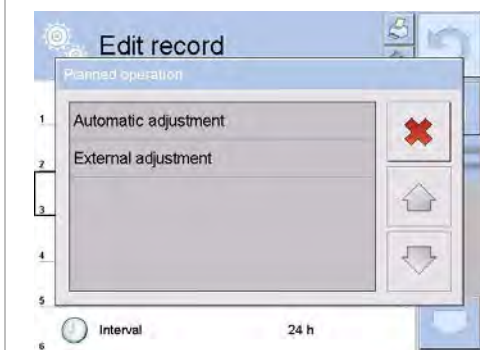 Edit record
Planned operation
1
Automatic adjustment
External adjustment
2
3
4
5
Interval 24 h
6